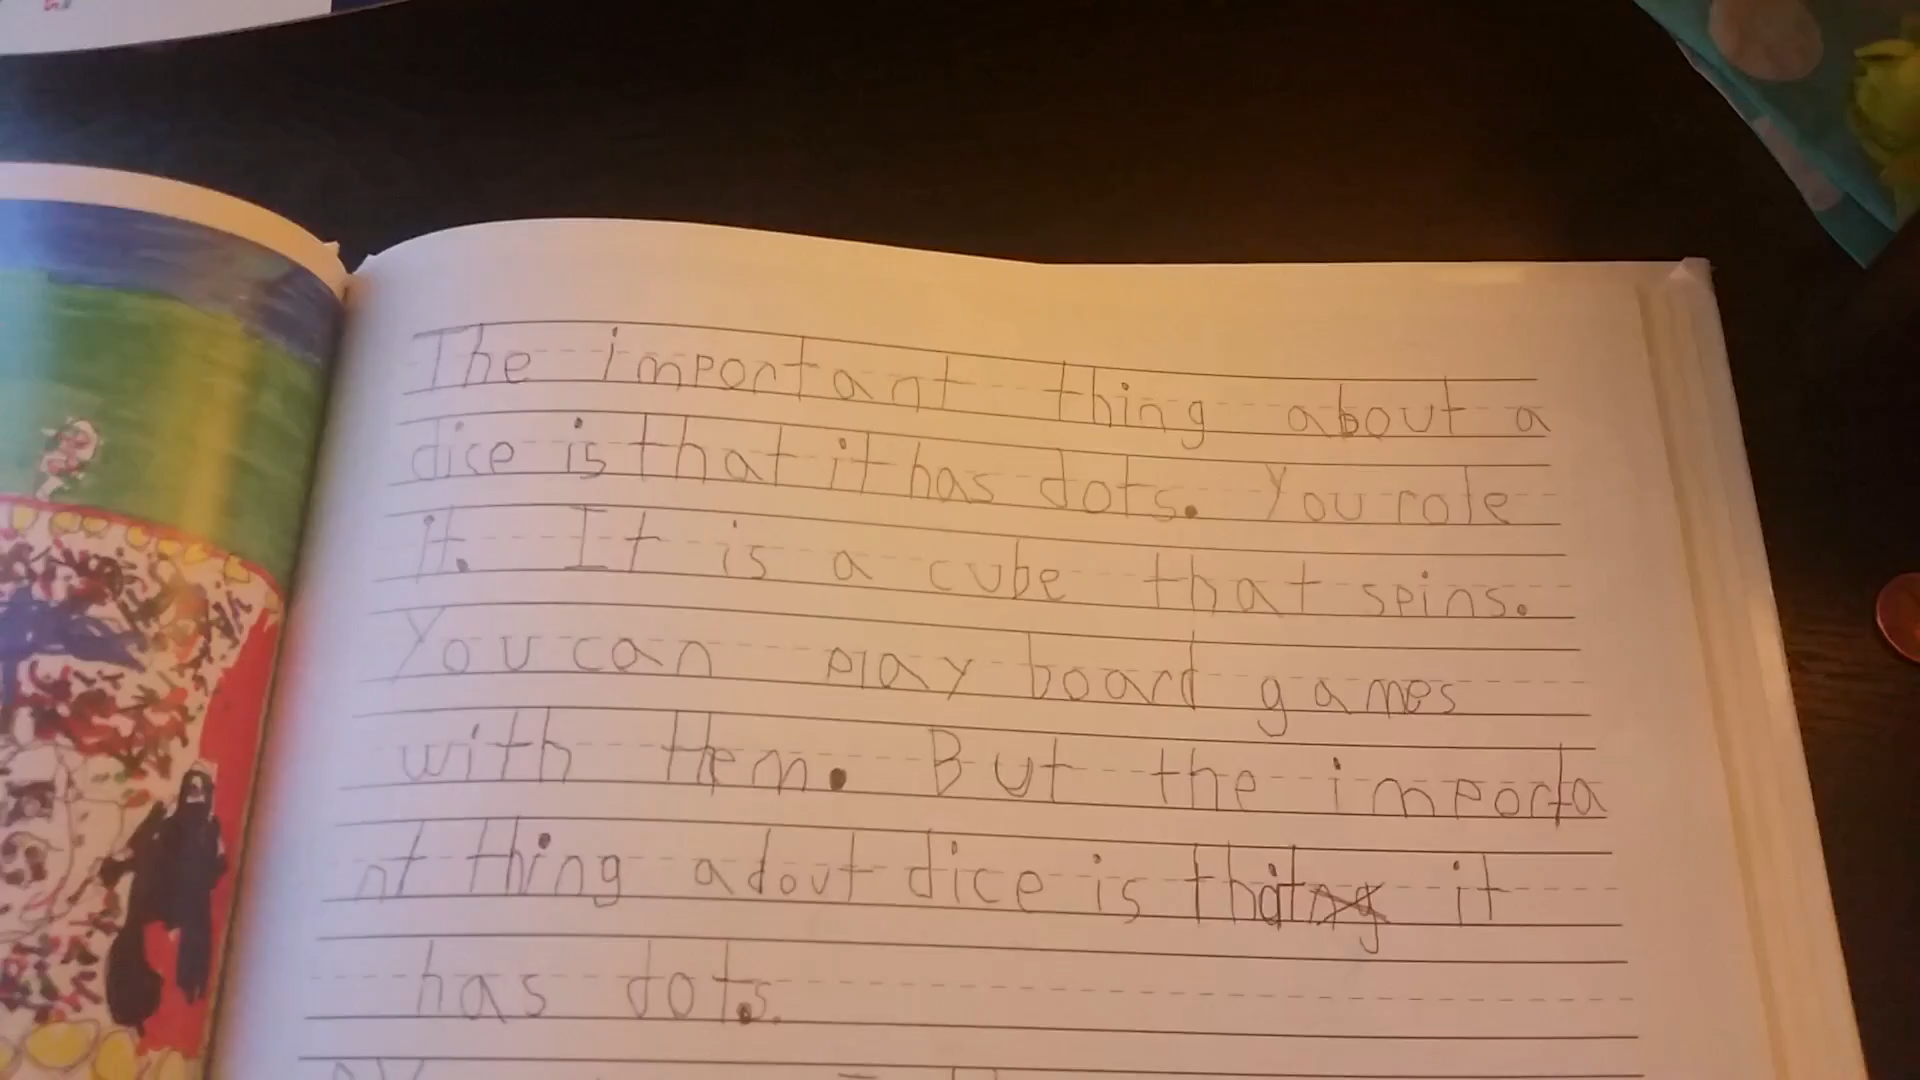 The important thing about a
dice is that it has dots. You role
it. It is a cube that spins.
You can play board games
with them. But the importa
nt thing adout dice is that it
has dots.